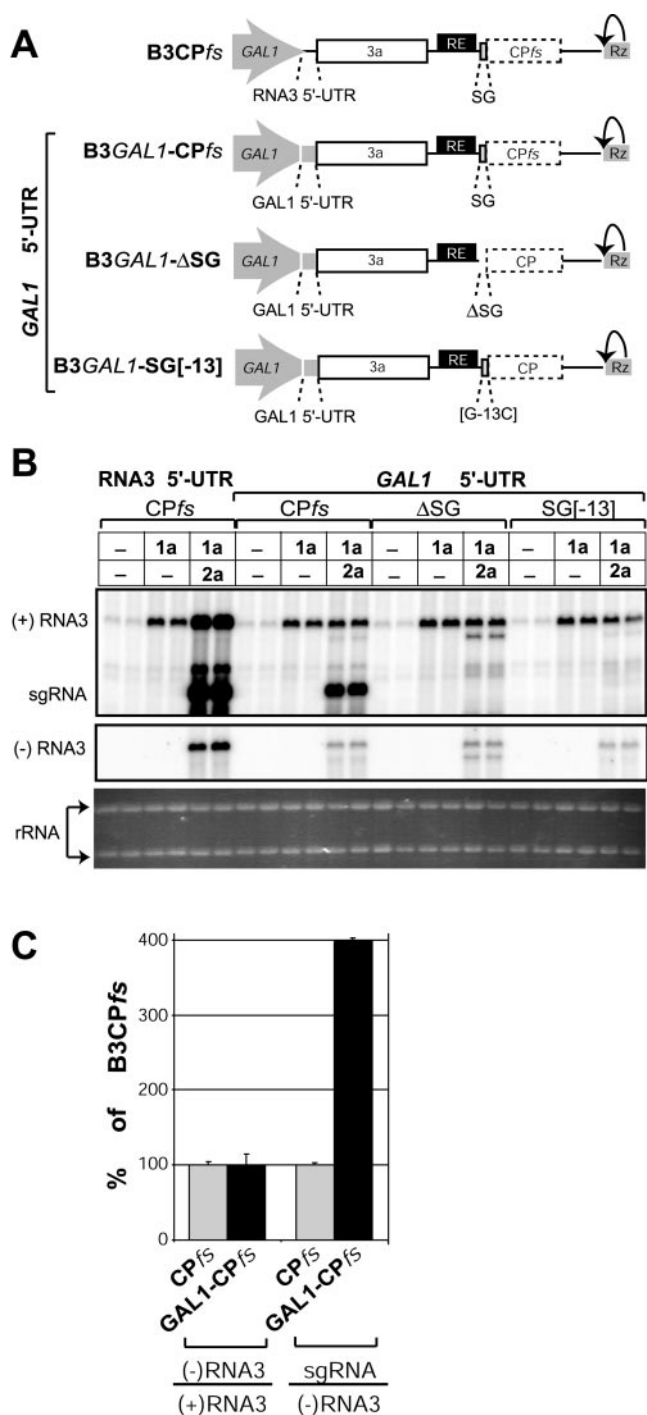 A
B3CPfs
GAL1
3a
RE
CPfs
Rz
RNA3 5'-UTR
SG
GAL1 5'-UTR
B3GAL1-CPfs
GAL1
3a
RE
CPfs
Rz
GAL1 5'-UTR
SG
B3GAL1-ΔSG
GAL1
3a
RE
CP
Rz
GAL1 5'-UTR
ΔSG
B3GAL1-SG[-13]
GAL1
3a
RE
CP
Rz
GAL1 5'-UTR
[G-13C]
B
RNA3 5'-UTR GAL1 5'-UTR
CPfs CPfs ΔSG SG[-13]
– 1a 1a – 1a 1a – 1a 1a – 1a 1a
– – 2a – – 2a – – 2a – – 2a
(+) RNA3
sgRNA
(-) RNA3
rRNA
C
% of B3CPfs
400
300
200
100
0
CPfs
GAL1-CPfs
CPfs
GAL1-CPfs
(-)RNA3
(+)RNA3
sgRNA
(-)RNA3